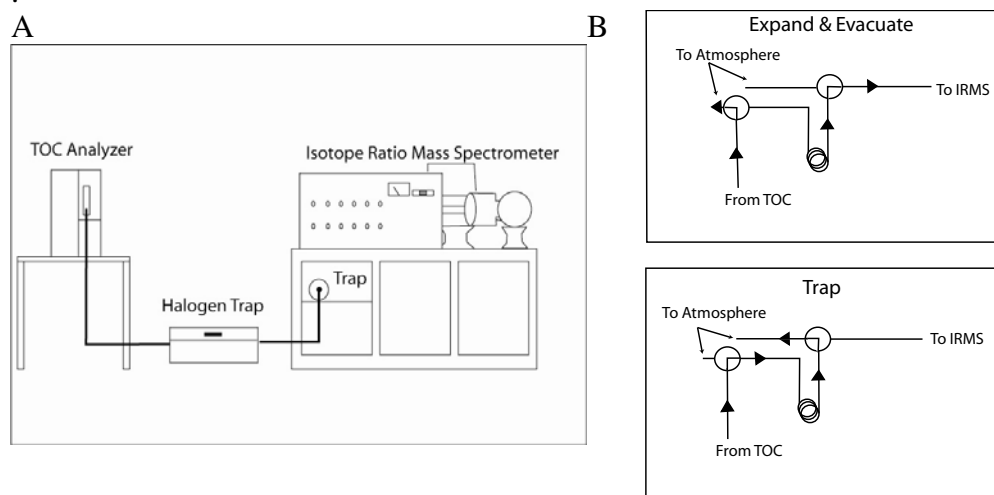 A
TOC Analyzer
Isotope Ratio Mass Spectrometer
Trap
Halogen Trap
B
Expand & Evacuate
To Atmosphere
To IRMS
From TOC
Trap
To Atmosphere
To IRMS
From TOC